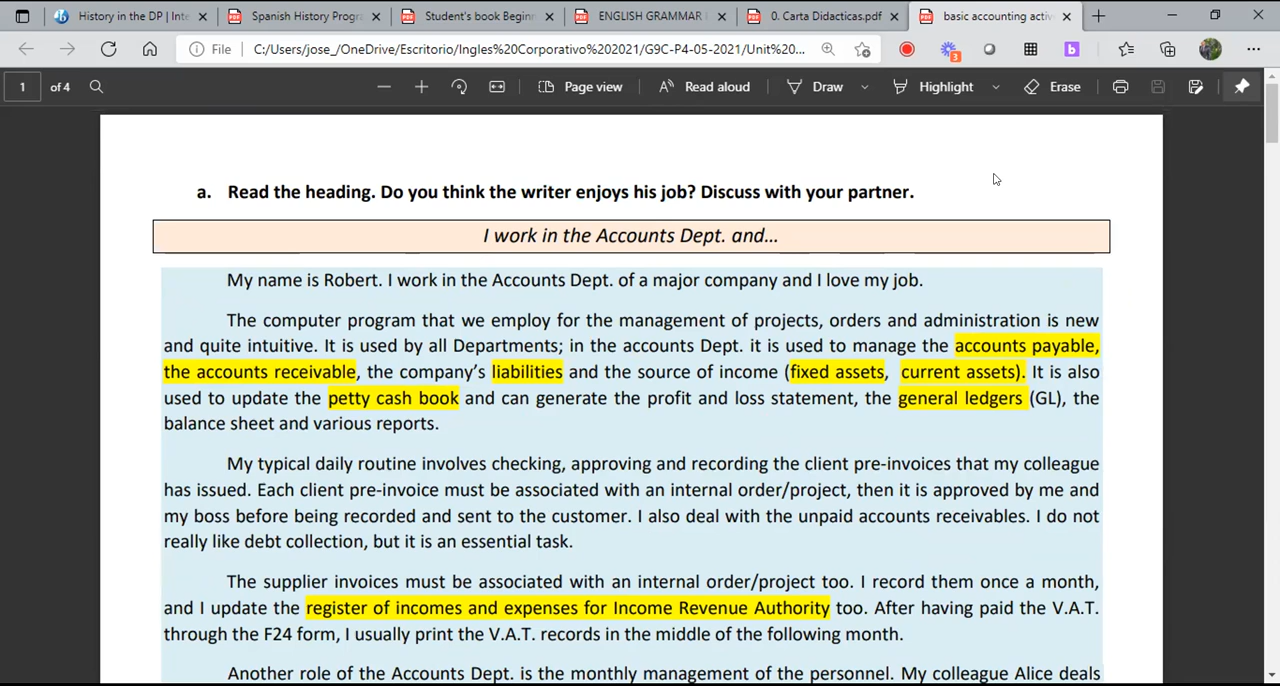 History in the DP | Inte
Spanish History Progr
Student's book Beginn
ENGLISH GRAMMAR
0. Carta Didacticas.pdf
basic accounting activ
File
C:/Users/jose_/OneDrive/Escritorio/Ingles%20Corporativo%202021/G9C-P4-05-2021/Unit%20...
3
b
1 of 4
Page view
A Read aloud
Draw
Highlight
Erase
a. Read the heading. Do you think the writer enjoys his job? Discuss with your partner.
I work in the Accounts Dept. and...
My name is Robert. I work in the Accounts Dept. of a major company and I love my job.
The computer program that we employ for the management of projects, orders and administration is new
and quite intuitive. It is used by all Departments; in the accounts Dept. it is used to manage the accounts payable,
the accounts receivable, the company's liabilities and the source of income (fixed assets, current assets). It is also
used to update the petty cash book and can generate the profit and loss statement, the general ledgers (GL), the
balance sheet and various reports.
My typical daily routine involves checking, approving and recording the client pre-invoices that my colleague
has issued. Each client pre-invoice must be associated with an internal order/project, then it is approved by me and
my boss before being recorded and sent to the customer. I also deal with the unpaid accounts receivables. I do not
really like debt collection, but it is an essential task.
The supplier invoices must be associated with an internal order/project too. I record them once a month,
and I update the register of incomes and expenses for Income Revenue Authority too. After having paid the V.A.T.
through the F24 form, I usually print the V.A.T. records in the middle of the following month.
Another role of the Accounts Dept. is the monthly management of the personnel. My colleague Alice deals